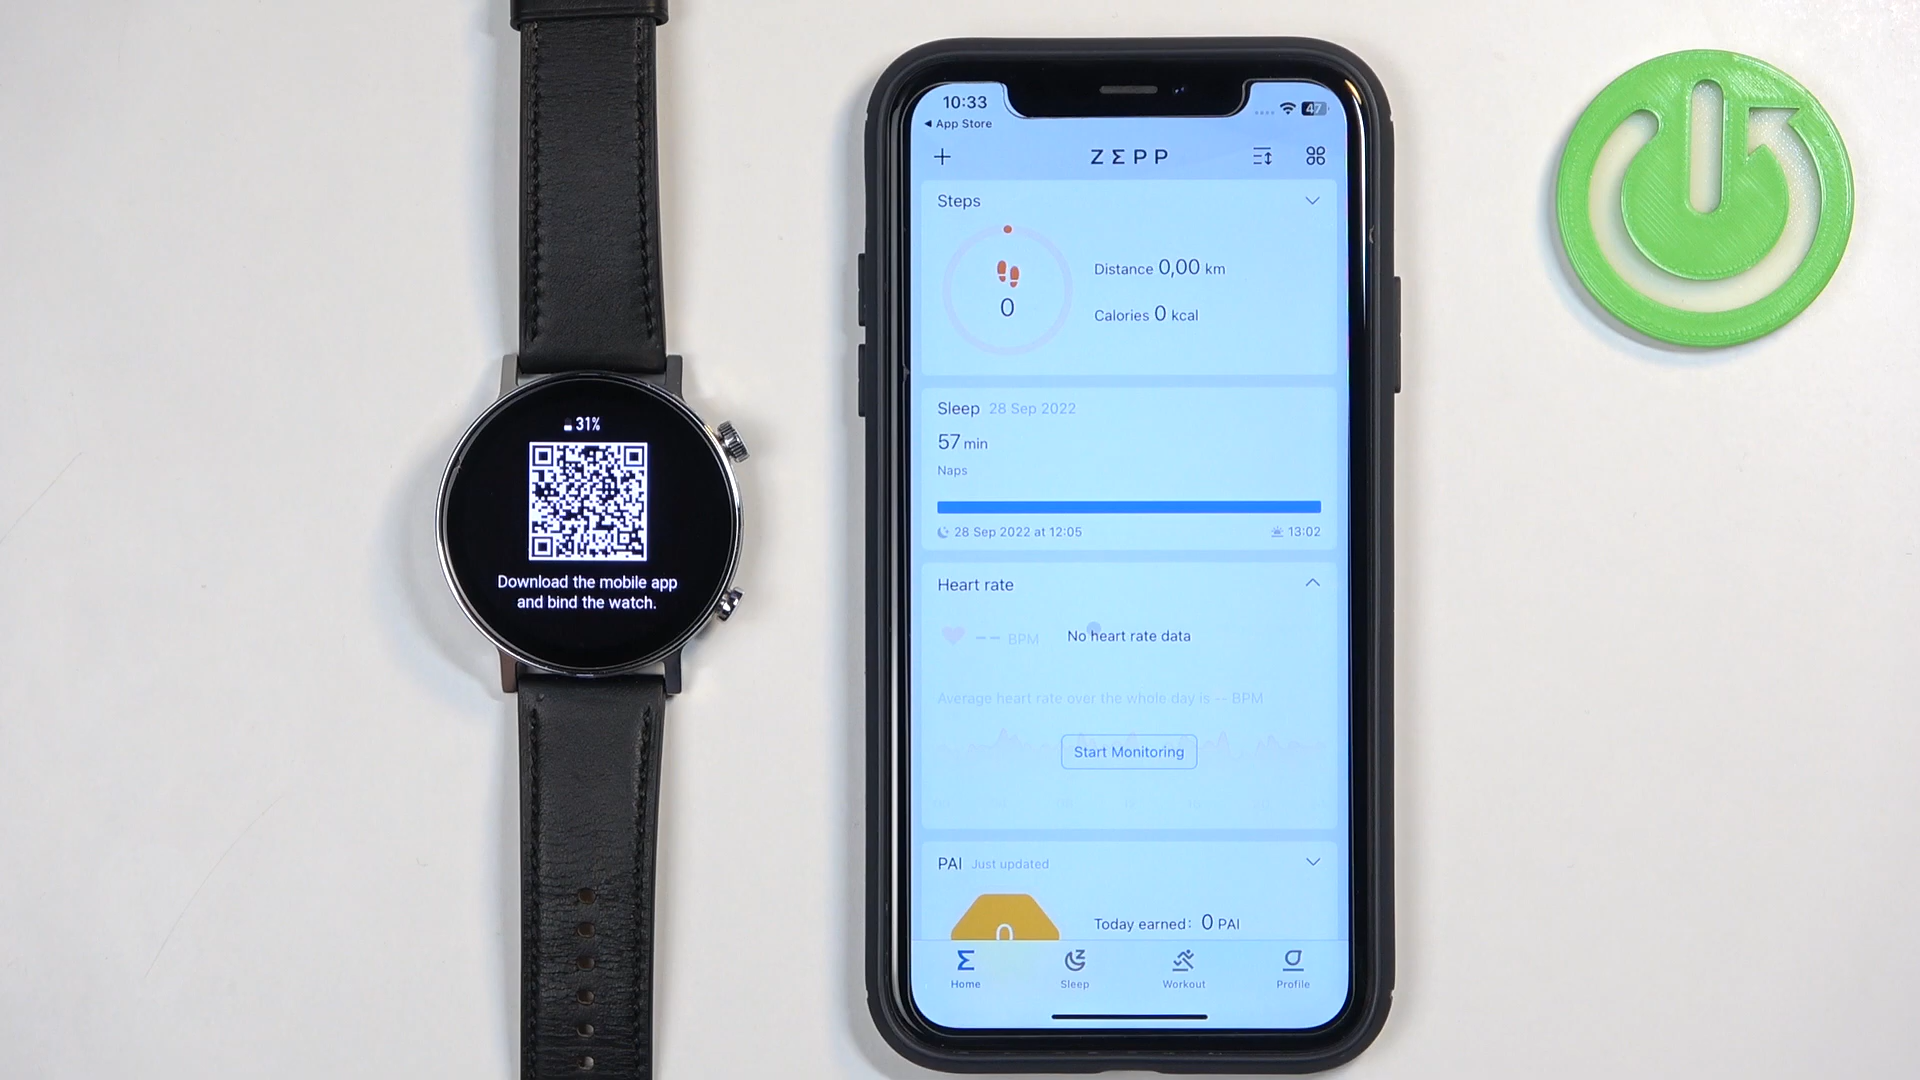 31%
Download the mobile app
and bind the watch.
10:33
47
App Store
ZΣPP
Steps
0
Distance 0,00 km
Calories 0 kcal
Sleep 28 Sep 2022
57 min
Naps
28 Sep 2022 at 12:05
13:02
Heart rate
-- BPM
No heart rate data
Average heart rate over the whole day is -- BPM
Start Monitoring
PAI Just updated
0
Today earned: 0 PAI
Home
Sleep
Workout
Profile